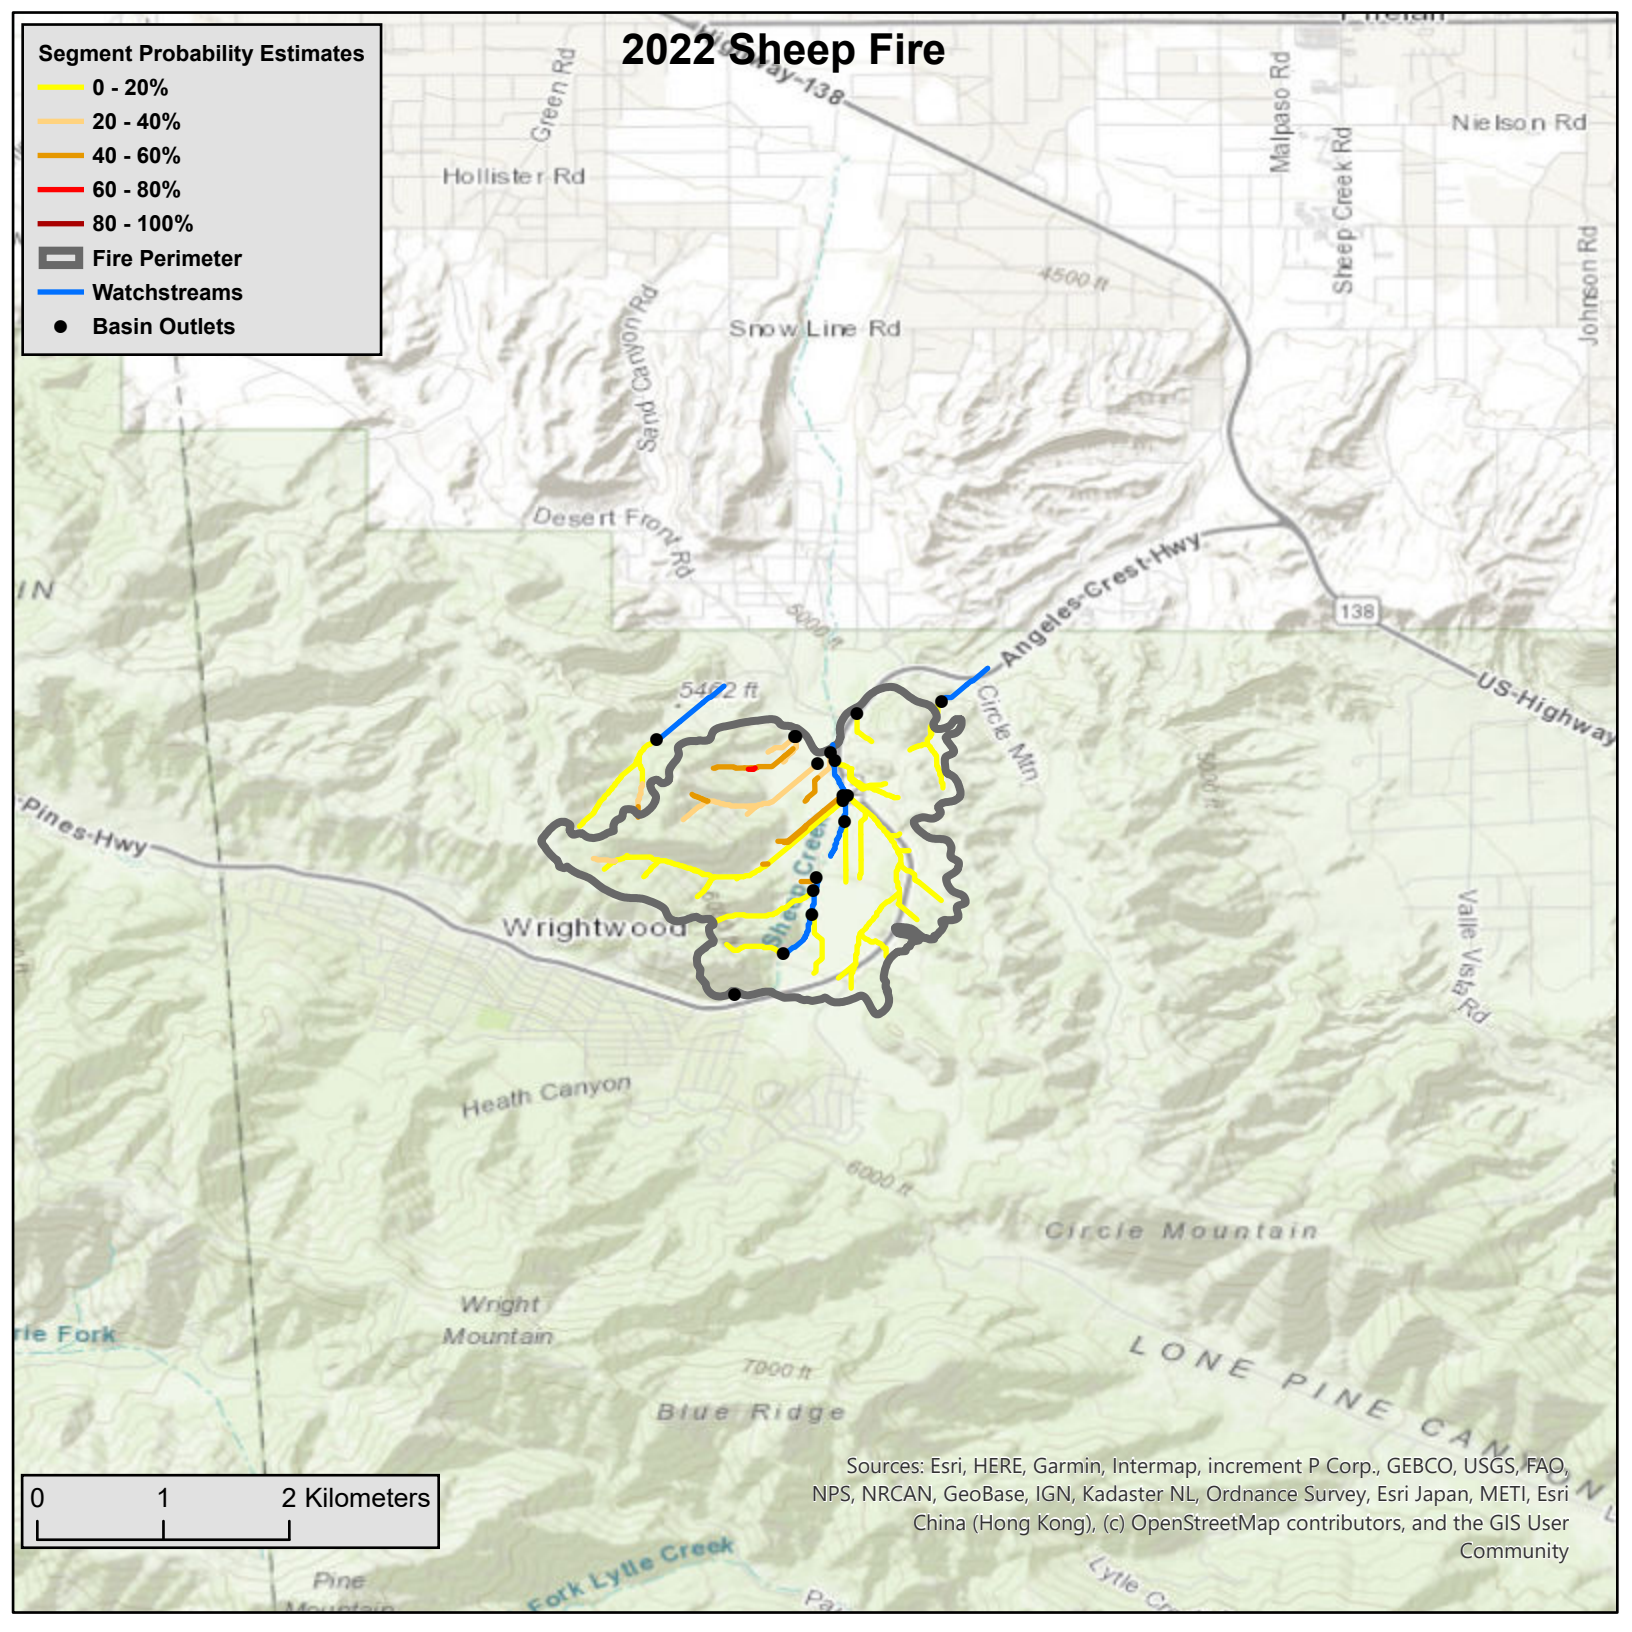 2022 Sheep Fire
Segment Probability Estimates
0 - 20%
20 - 40%
40 - 60%
60 - 80%
80 - 100%
Fire Perimeter
Watchstreams
Basin Outlets
Highway-138
Green Rd
Hollister Rd
Malpaso Rd
Nielson Rd
Sheep Creek Rd
Johnson Rd
4500 ft
Snow Line Rd
Sand Canyon Rd
Desert Front Rd
IN
5000 ft
Angeles-Crest-Hwy
138
US-Highway
5462 ft
Circle Mtn
5000 ft
-Pines-Hwy
Sheep Creek
Wrightwood
Valle Vista Rd
Heath Canyon
6000 ft
Circle Mountain
Wright
Mountain
rie Fork
7000 ft
Blue Ridge
LONE PINE CANYON
Sources: Esri, HERE, Garmin, Intermap, increment P Corp., GEBCO, USGS, FAO,
NPS, NRCAN, GeoBase, IGN, Kadaster NL, Ordnance Survey, Esri Japan, METI, Esri
China (Hong Kong), (c) OpenStreetMap contributors, and the GIS User
Community
0 1 2 Kilometers
Fork Lytle Creek
Pine
Mountain
Lytle